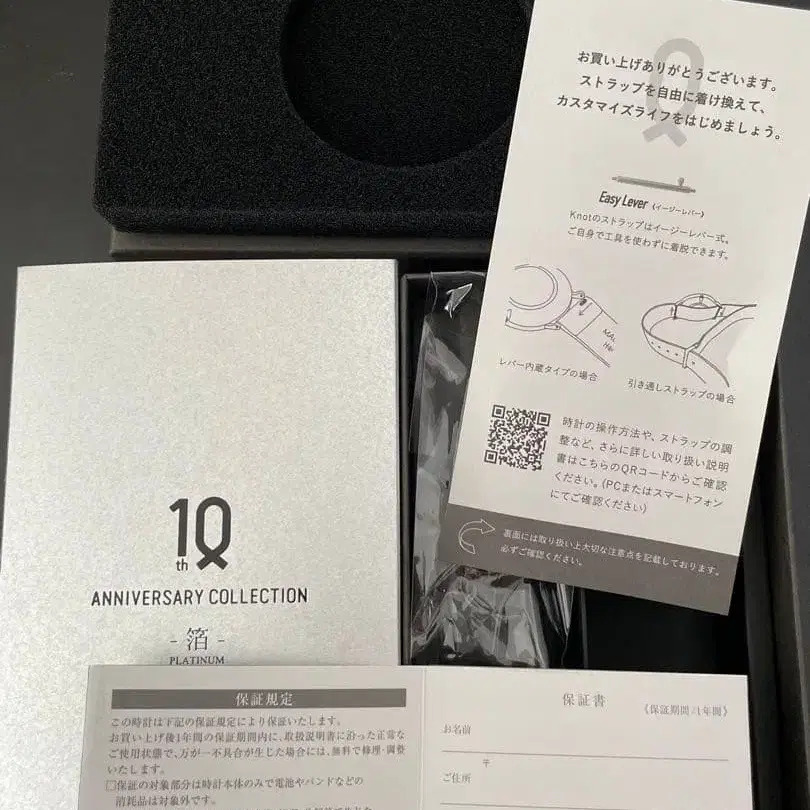 お買い上げありがとうございます。
ストラップを自由に着け換えて、
カスタマイズライフをはじめましょう。
Easy Lever (イージーレバー)
Knotのストラップはイージーレバー式。
ご自身で工具を使わずに着脱できます。
レバー内蔵タイプの場合
引き通しストラップの場合
時計の操作方法や、ストラップの調
整など、さらに詳しい取り扱い説明
書はこちらのQRコードからご確認
ください。(PCまたはスマートフォン
にてご確認ください)
裏面には取り扱い上大切な注意点を記載しております。
必ずご確認ください。
10
th
ANNIVERSARY COLLECTION
- 箔 -
PLATINUM
保証規定
この時計は下記の保証規定により保証いたします。
お買い上げ後1年間の保証期間内に、取扱説明書に沿った正常な
ご使用状態で、万が一不具合が生じた場合には、無料で修理・調整
いたします。
□保証の対象部分は時計本体のみで電池やバンドなどの
消耗品は対象外です。
保証書
《保証期間:1年間》
お名前
〒
ご住所